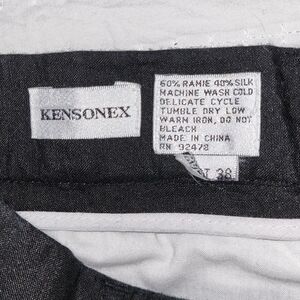 KENSONEX
60% RAMIE 40% SILK
MACHINE WASH COLD
DELICATE CYCLE
TUMBLE DRY LOW
WARM IRON, DO NOT
BLEACH
MADE IN CHINA
RN 92478
38